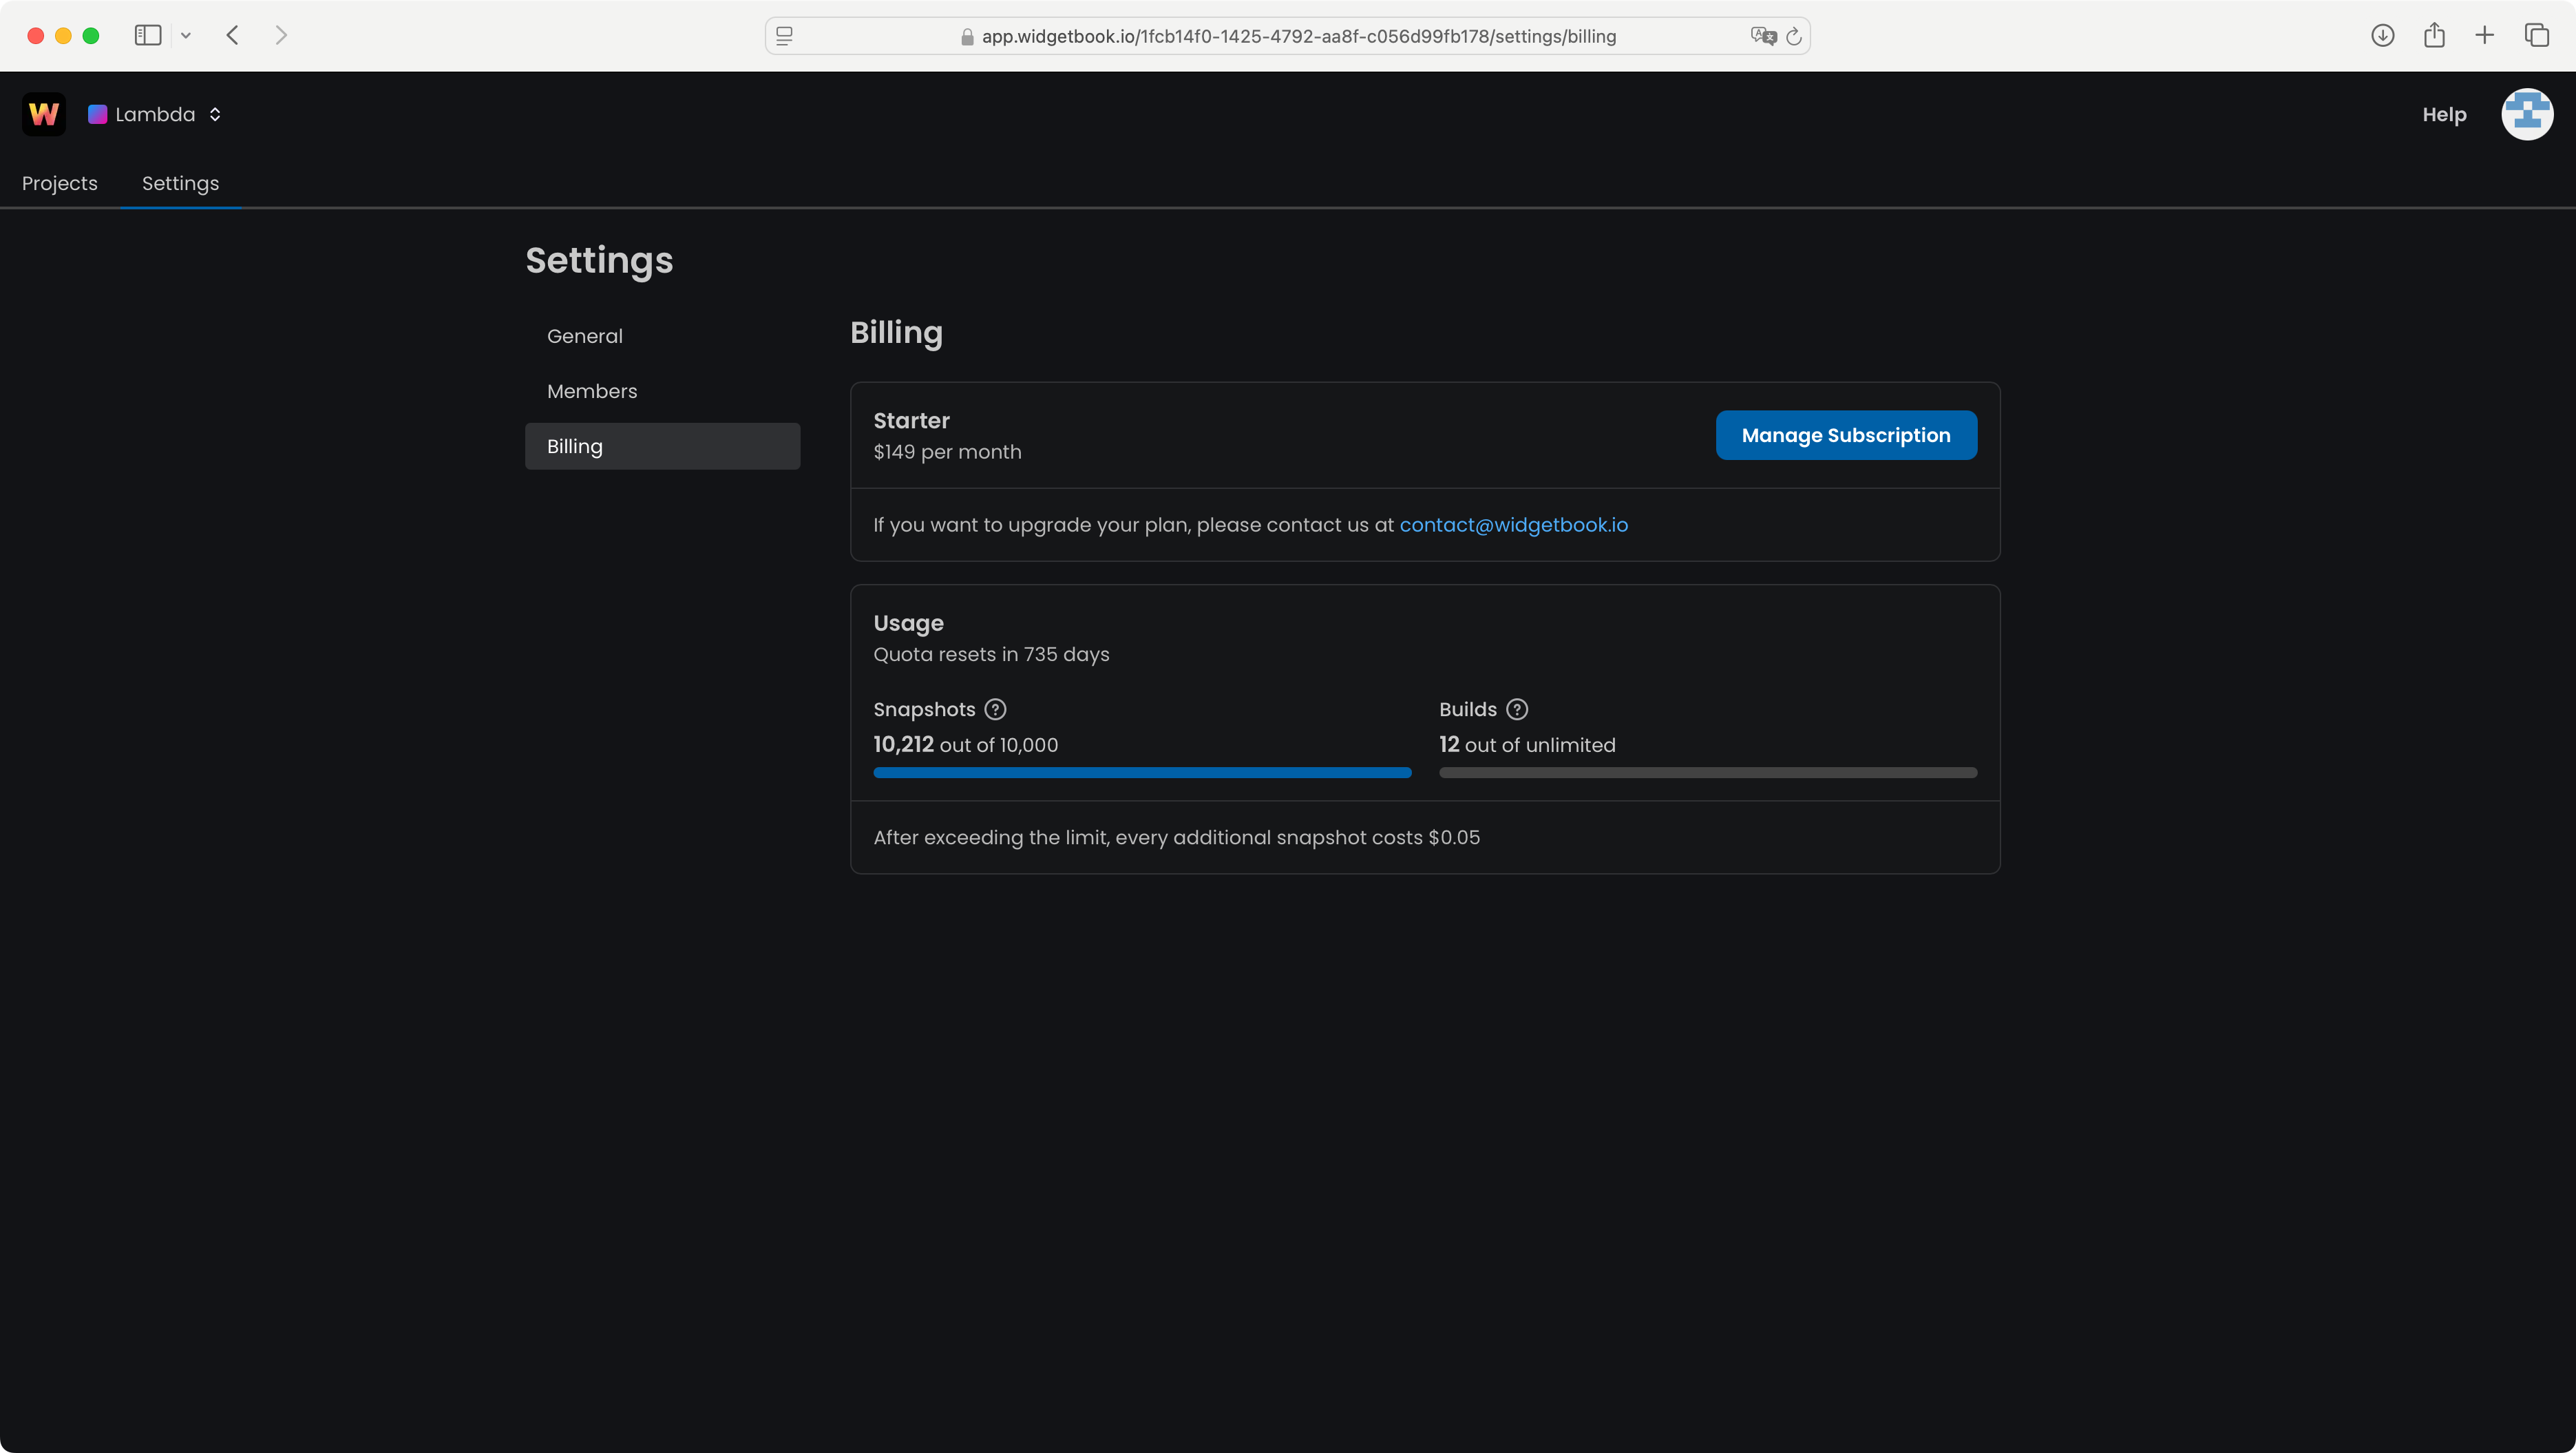 app.widgetbook.io/1fcb14f0-1425-4792-aa8f-c056d99fb178/settings/billing
W Lambda
Help
Projects Settings
Settings
General
Members
Billing
Billing
Starter
$149 per month
Manage Subscription
If you want to upgrade your plan, please contact us at contact@widgetbook.io
Usage
Quota resets in 735 days
Snapshots ?
10,212 out of 10,000
Builds ?
12 out of unlimited
After exceeding the limit, every additional snapshot costs $0.05